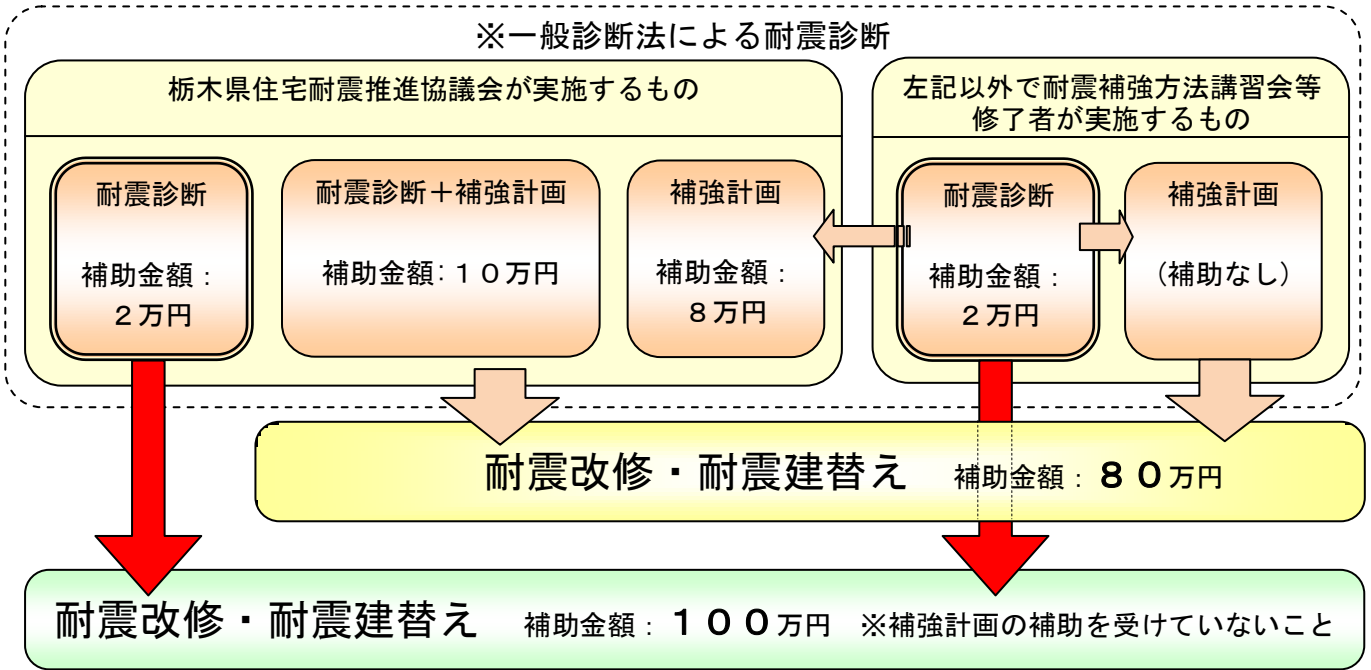 ※一般診断法による耐震診断
栃木県住宅耐震推進協議会が実施するもの
耐震診断
補助金額：
２万円
耐震診断＋補強計画
補助金額：１０万円
補強計画
補助金額：
８万円
左記以外で耐震補強方法講習会等
修了者が実施するもの
耐震診断
補助金額：
２万円
補強計画
（補助なし）
耐震改修・耐震建替え　補助金額：８０万円
耐震改修・耐震建替え　補助金額：１００万円　※補強計画の補助を受けていないこと